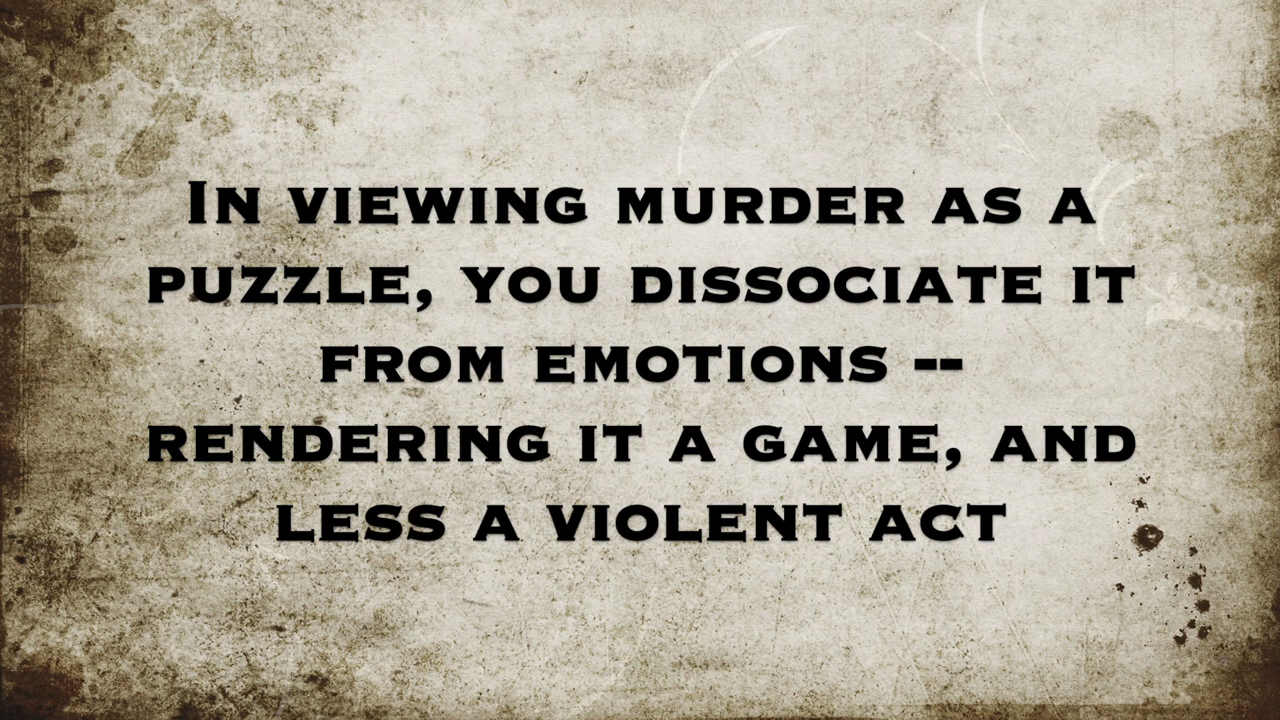 In viewing murder as a
puzzle, you dissociate it
from emotions --
rendering it a game, and
less a violent act